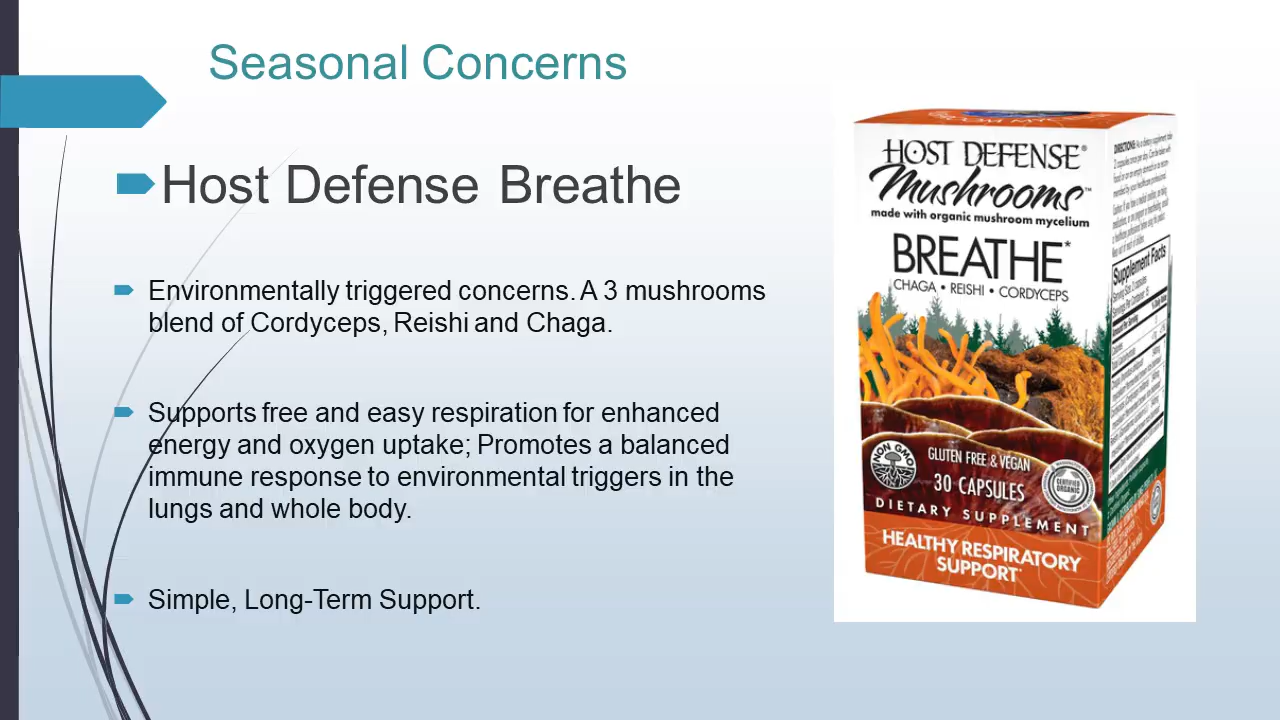 Seasonal Concerns
Host Defense Breathe
Environmentally triggered concerns. A 3 mushrooms
blend of Cordyceps, Reishi and Chaga.
Supports free and easy respiration for enhanced
energy and oxygen uptake; Promotes a balanced
immune response to environmental triggers in the
lungs and whole body.
Simple, Long-Term Support.
HOST DEFENSE®
Mushrooms™
made with organic mushroom mycelium
BREATHE*
CHAGA • REISHI • CORDYCEPS
NON GMO
GLUTEN FREE & VEGAN
30 CAPSULES
CERTIFIED
ORGANIC
DIETARY SUPPLEMENT
HEALTHY RESPIRATORY
SUPPORT*
Supplement Facts